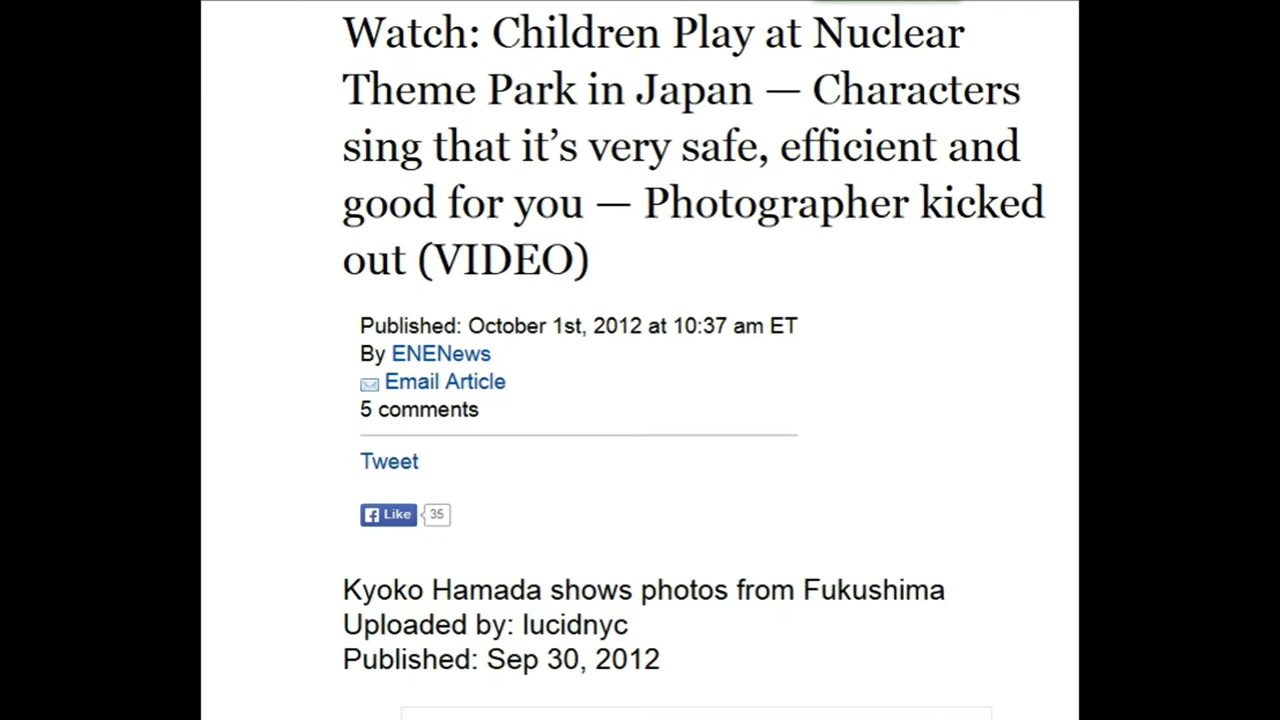 Watch: Children Play at Nuclear
Theme Park in Japan — Characters
sing that it’s very safe, efficient and
good for you — Photographer kicked
out (VIDEO)
Published: October 1st, 2012 at 10:37 am ET
By ENENews
Email Article
5 comments
Tweet
Like 35
Kyoko Hamada shows photos from Fukushima
Uploaded by: lucidnyc
Published: Sep 30, 2012